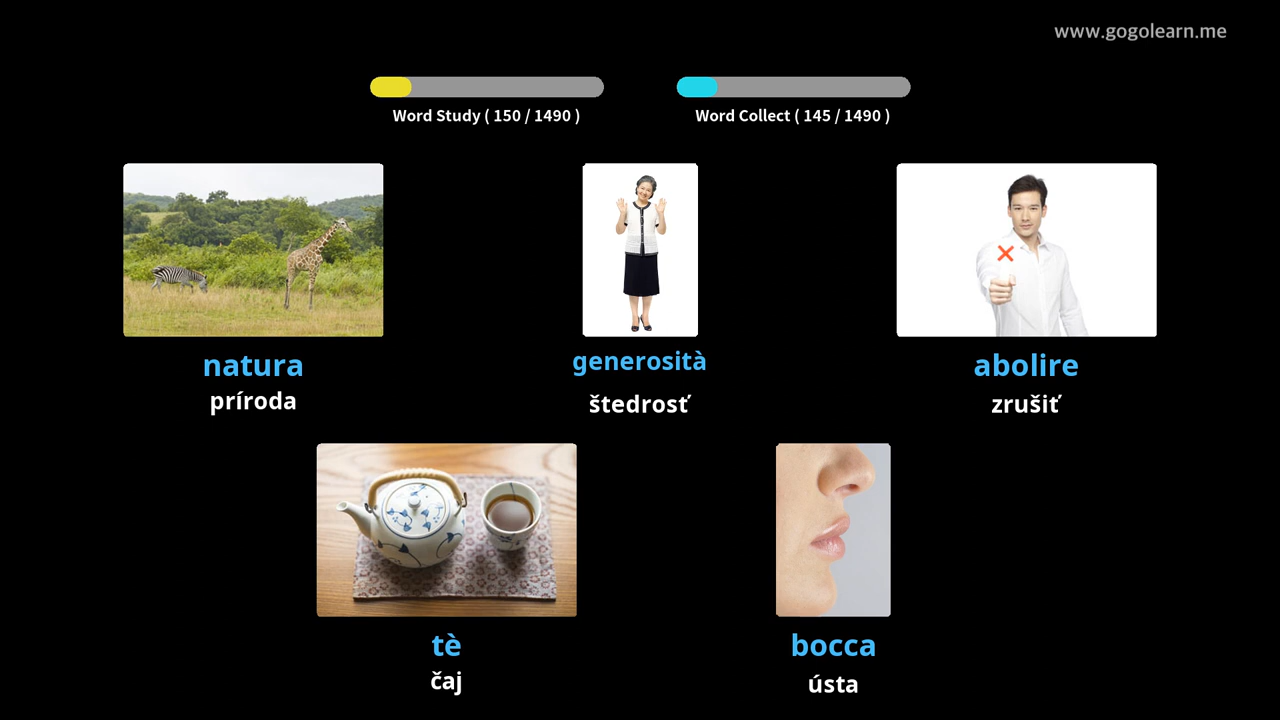 www.gogolearn.me
Word Study ( 150 / 1490 )
Word Collect ( 145 / 1490 )
natura
príroda
generosità
štedrosť
abolire
zrušiť
tè
čaj
bocca
ústa